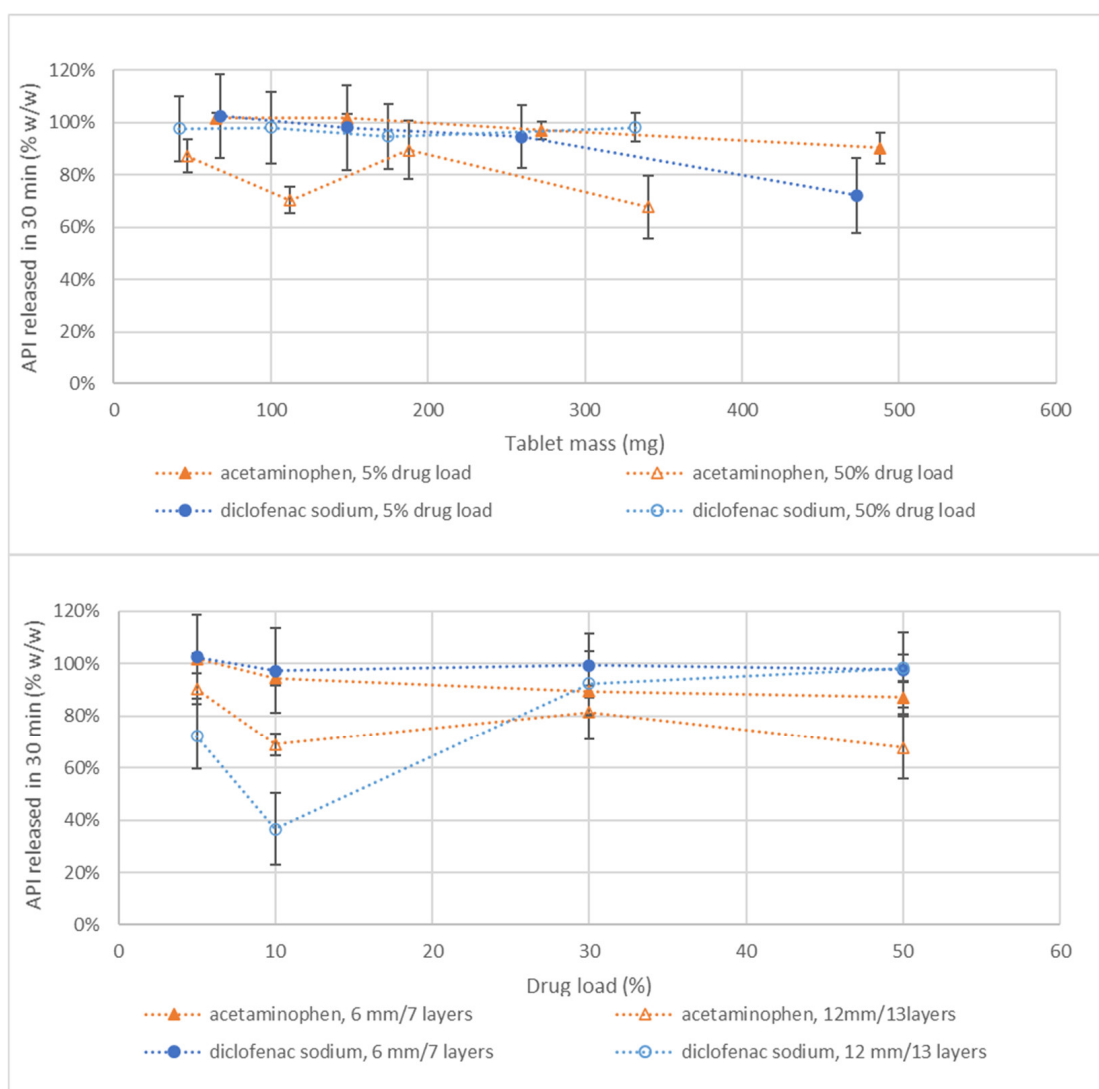 120%
100%
80%
60%
40%
20%
0%
API released in 30 min (% w/w)
0 100 200 300 400 500 600
Tablet mass (mg)
acetaminophen, 5% drug load acetaminophen, 50% drug load
diclofenac sodium, 5% drug load diclofenac sodium, 50% drug load
120%
100%
80%
60%
40%
20%
0%
API released in 30 min (% w/w)
0 10 20 30 40 50 60
Drug load (%)
acetaminophen, 6 mm/7 layers acetaminophen, 12mm/13layers
diclofenac sodium, 6 mm/7 layers diclofenac sodium, 12 mm/13 layers